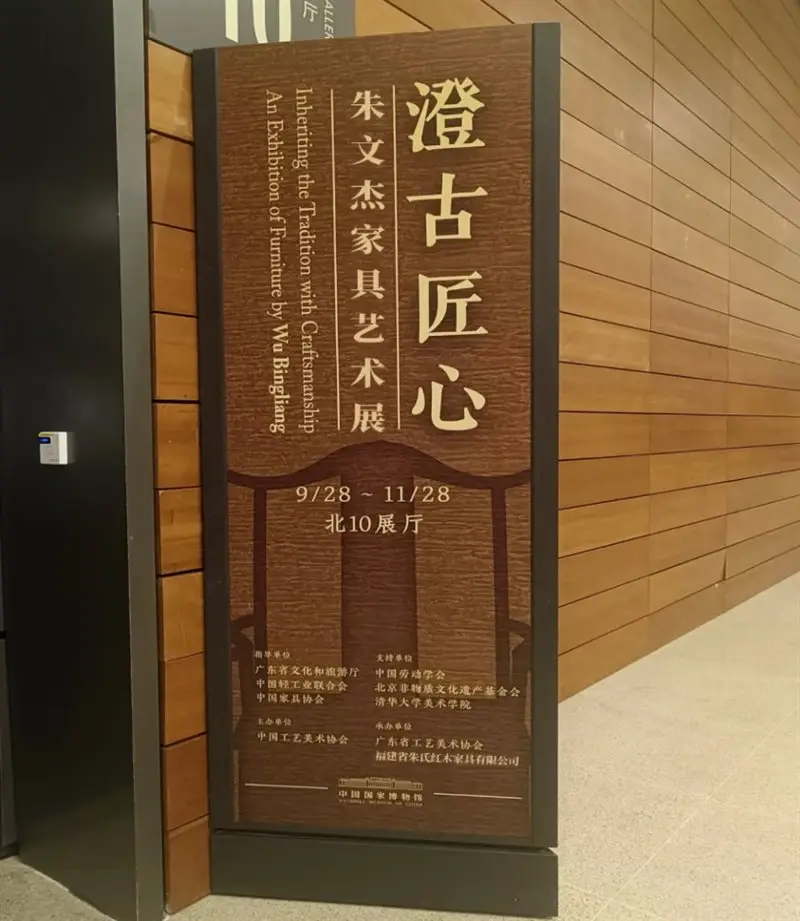 10
厅
澄古匠心
朱文杰家具艺术展
Inheriting the Tradition with Craftsmanship
An Exhibition of Furniture by Wu Bingliang
9/28 ~ 11/28
北10展厅
指导单位
广东省文化和旅游厅
中国轻工业联合会
中国家具协会
支持单位
中国劳动学会
北京非物质文化遗产基金会
清华大学美术学院
主办单位
中国工艺美术协会
承办单位
广东省工艺美术协会
福建省朱氏红木家具有限公司
中国国家博物馆
NATIONAL MUSEUM OF CHINA